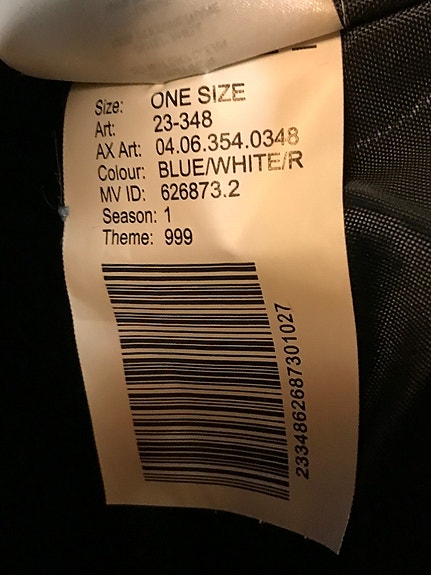 Size: ONE SIZE
Art: 23-348
AX Art: 04.06.354.0348
Colour: BLUE/WHITE/R
MV ID: 626873.2
Season: 1
Theme: 999
2334862687301027